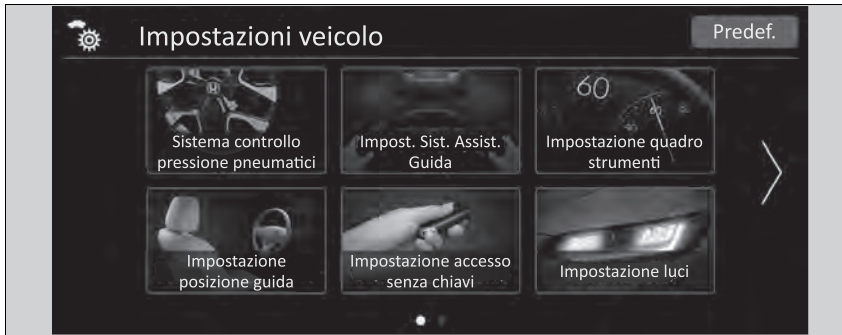 Impostazioni veicolo
Predef.
Sistema controllo
pressione pneumatici
Impost. Sist. Assist.
Guida
60
Impostazione quadro
strumenti
Impostazione
posizione guida
Impostazione accesso
senza chiavi
Impostazione luci